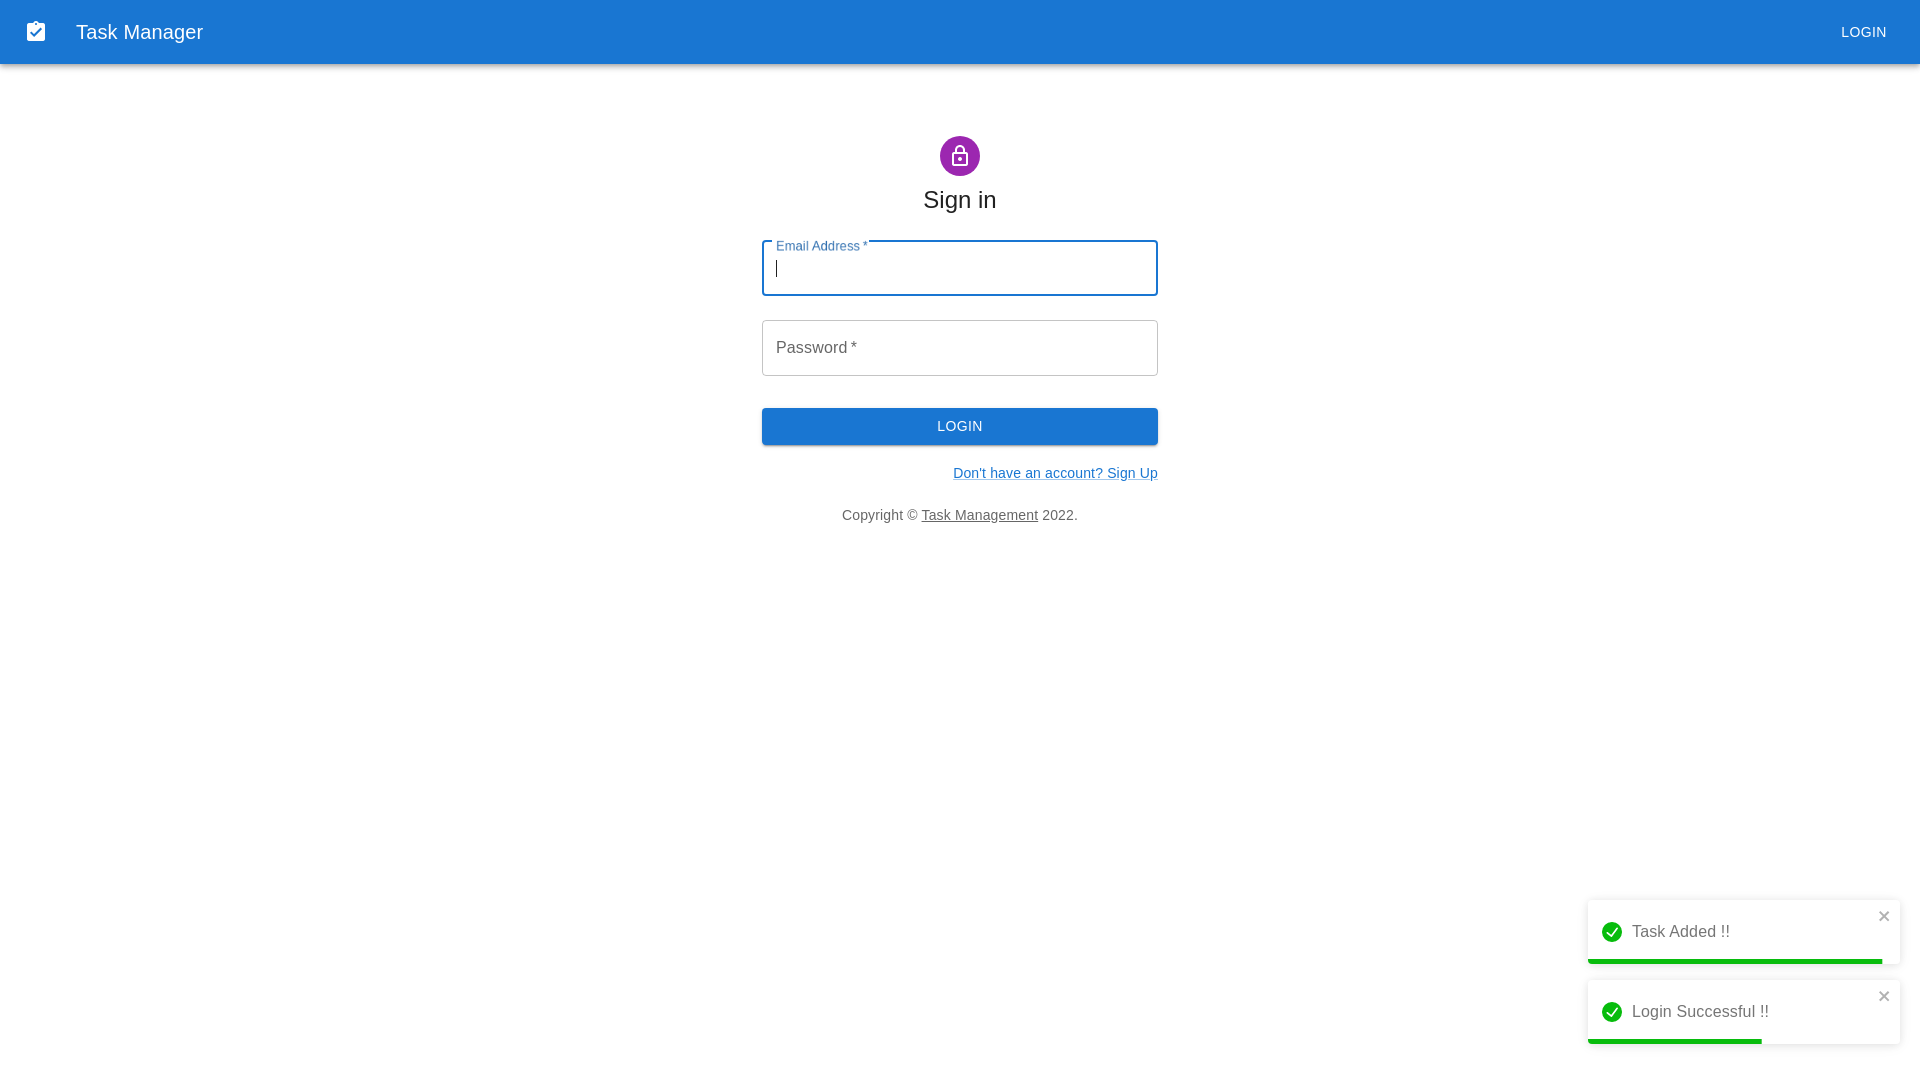 Task Manager
LOGIN
Sign in
Email Address *
Password *
LOGIN
Don't have an account? Sign Up
Copyright © Task Management 2022.
Task Added !!
Login Successful !!